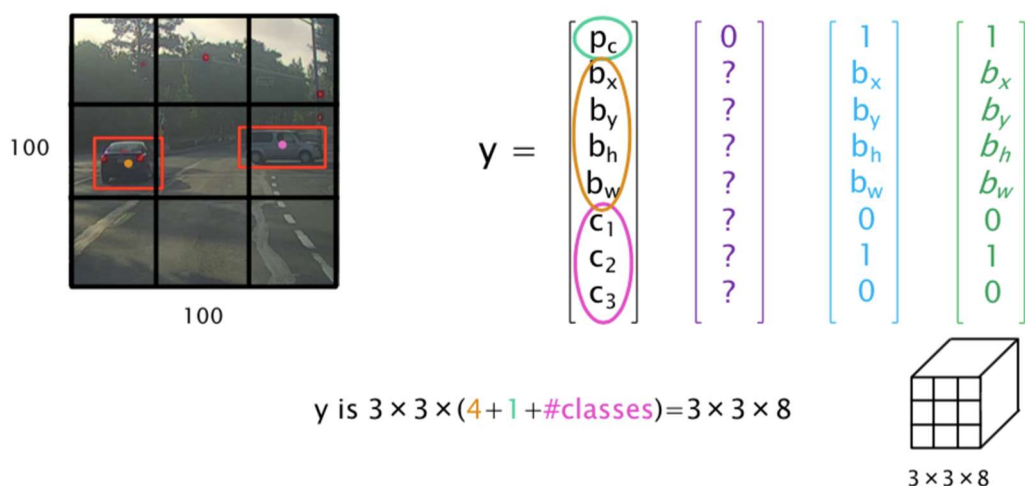 100
100
y =
p_c 0 1 1
b_x ? b_x b_x
b_y ? b_y b_y
b_h ? b_h b_h
b_w ? b_w b_w
c_1 ? 0 0
c_2 ? 1 1
c_3 ? 0 0
y is 3×3×(4+1+#classes)=3×3×8
3×3×8